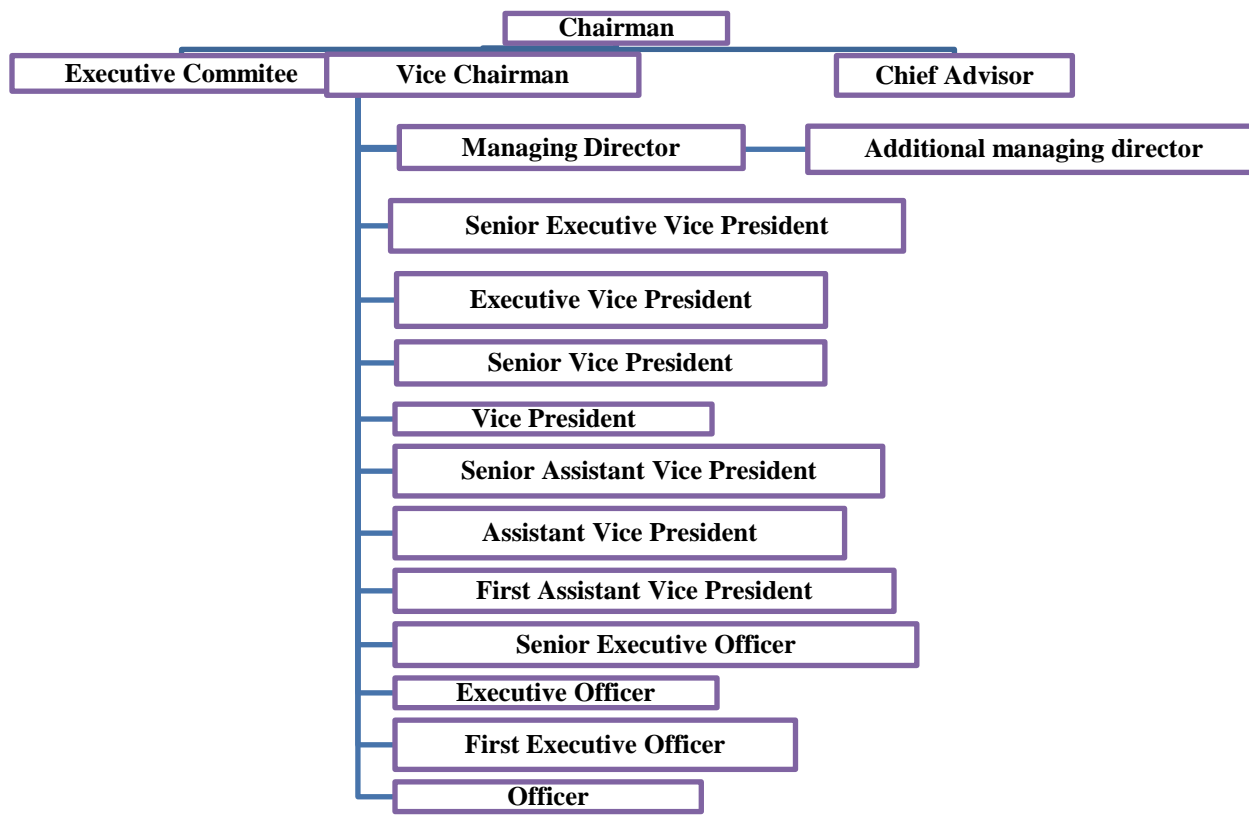 Chairman
Executive Commitee
Vice Chairman
Chief Advisor
Managing Director
Additional managing director
Senior Executive Vice President
Executive Vice President
Senior Vice President
Vice President
Senior Assistant Vice President
Assistant Vice President
First Assistant Vice President
Senior Executive Officer
Executive Officer
First Executive Officer
Officer